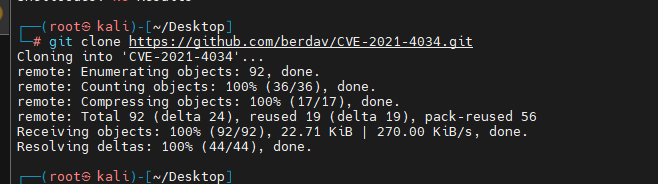 ┌──(root㉿kali)-[~/Desktop]
└─# git clone https://github.com/berdav/CVE-2021-4034.git
Cloning into 'CVE-2021-4034'...
remote: Enumerating objects: 92, done.
remote: Counting objects: 100% (36/36), done.
remote: Compressing objects: 100% (17/17), done.
remote: Total 92 (delta 24), reused 19 (delta 19), pack-reused 56
Receiving objects: 100% (92/92), 22.71 KiB | 270.00 KiB/s, done.
Resolving deltas: 100% (44/44), done.
┌──(root㉿kali)-[~/Desktop]